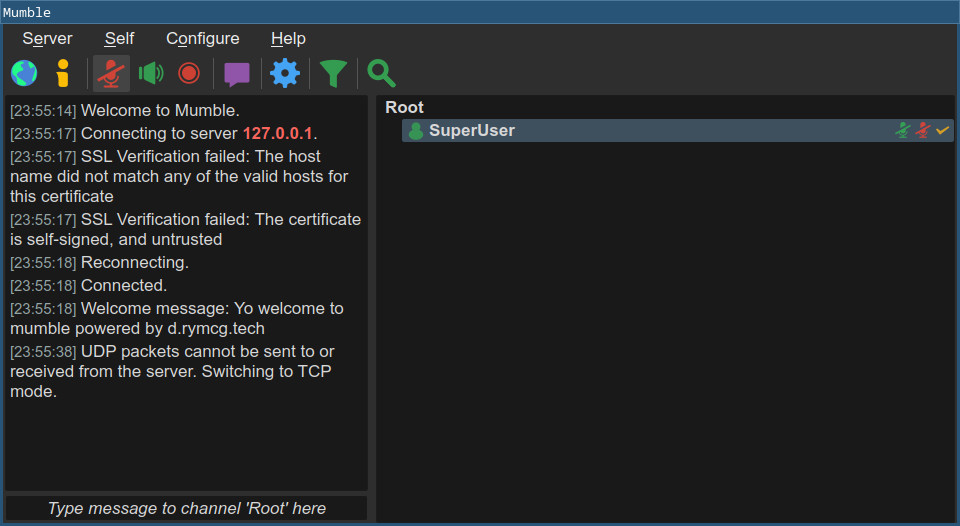 Mumble
Server Self Configure Help
[23:55:14] Welcome to Mumble.
[23:55:17] Connecting to server 127.0.0.1.
[23:55:17] SSL Verification failed: The host
name did not match any of the valid hosts for
this certificate
[23:55:17] SSL Verification failed: The certificate
is self-signed, and untrusted
[23:55:18] Reconnecting.
[23:55:18] Connected.
[23:55:18] Welcome message: Yo welcome to
mumble powered by d.rymcg.tech
[23:55:38] UDP packets cannot be sent to or
received from the server. Switching to TCP
mode.
Type message to channel 'Root' here
Root
SuperUser